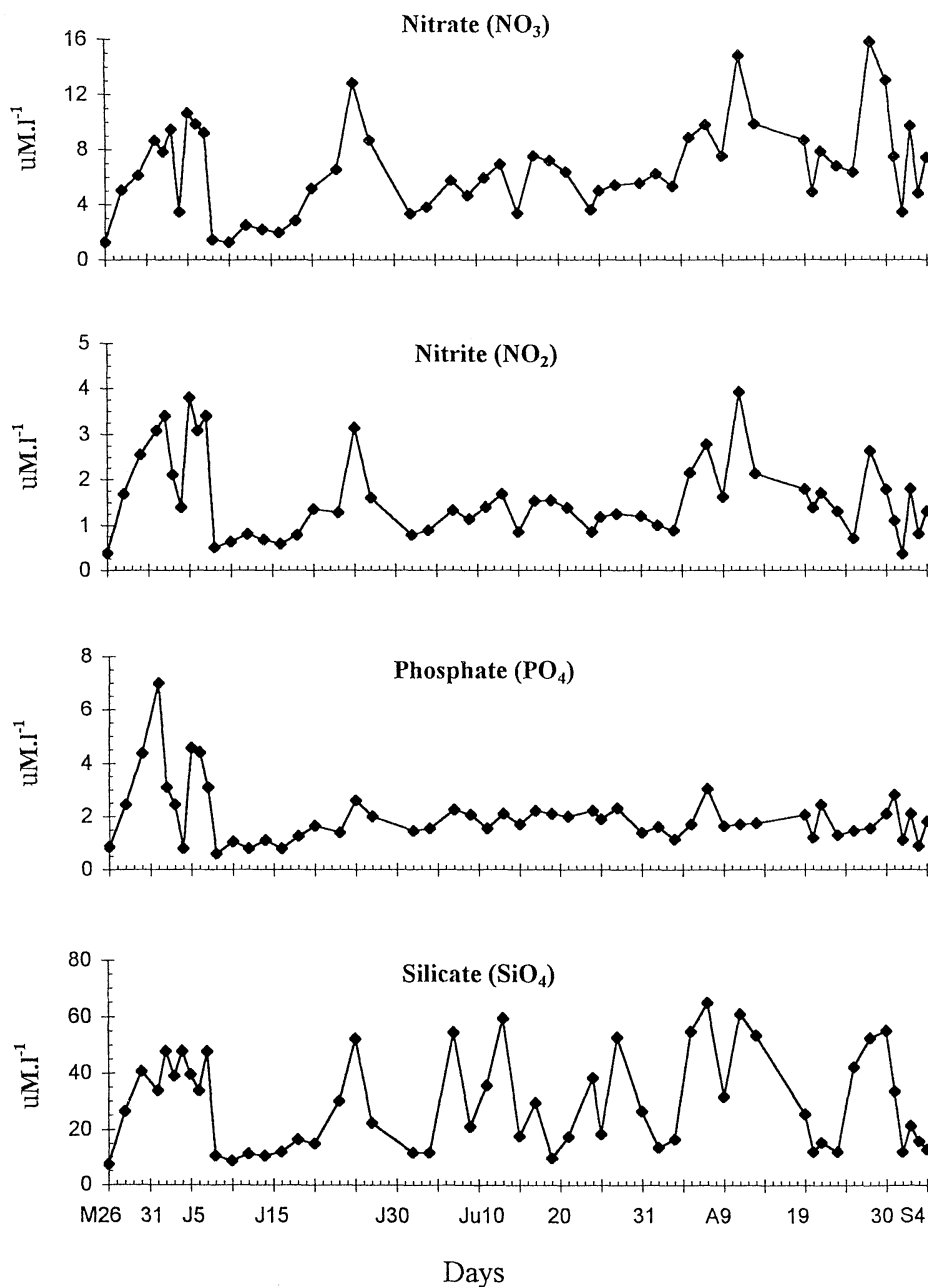 Nitrate (NO₃)
16
12
8
4
0
uM.l⁻¹
Nitrite (NO₂)
5
4
3
2
1
0
uM.l⁻¹
Phosphate (PO₄)
8
6
4
2
0
uM.l⁻¹
Silicate (SiO₄)
80
60
40
20
0
uM.l⁻¹
M26 31 J5 J15 J30 Ju10 20 31 A9 19 30 S4
Days